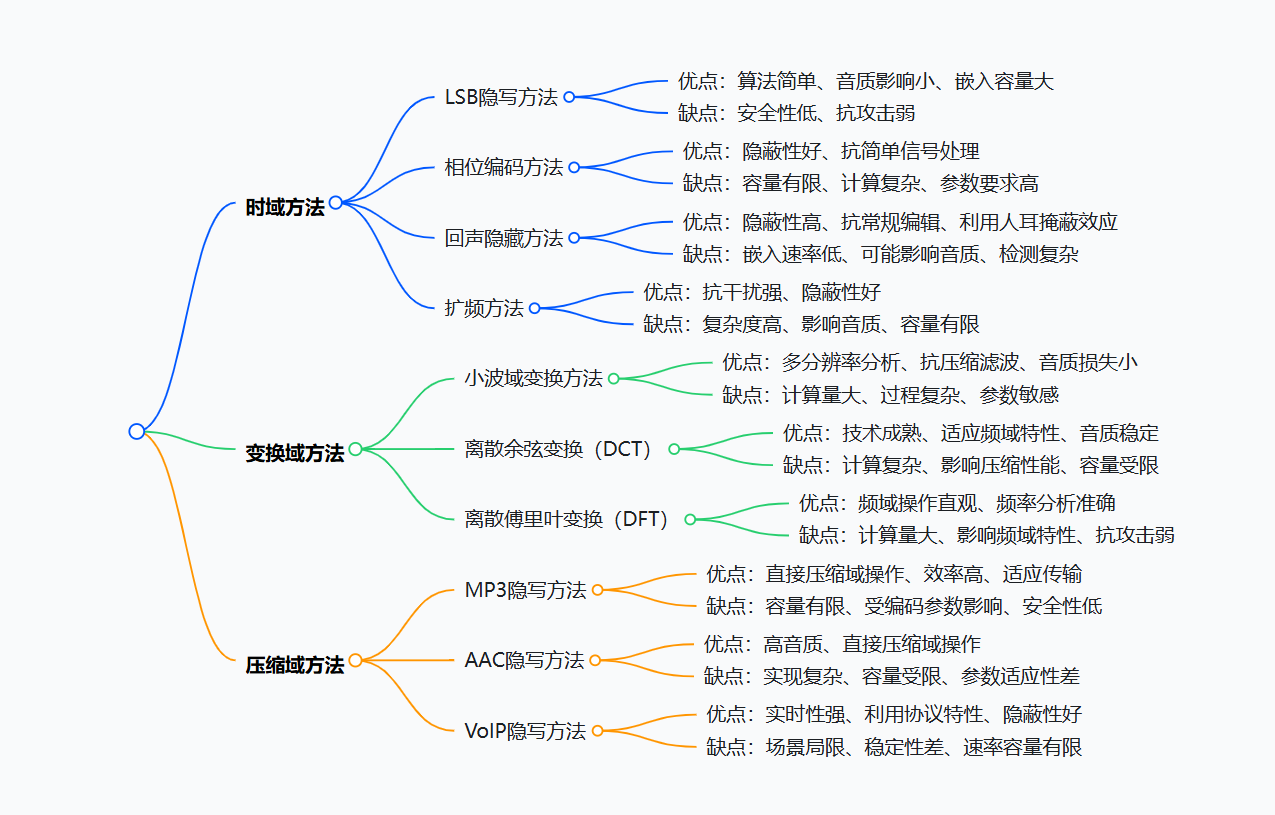 时域方法
LSB隐写方法
优点：算法简单、音质影响小、嵌入容量大
缺点：安全性低、抗攻击弱
相位编码方法
优点：隐蔽性好、抗简单信号处理
缺点：容量有限、计算复杂、参数要求高
回声隐藏方法
优点：隐蔽性高、抗常规编辑、利用人耳掩蔽效应
缺点：嵌入速率低、可能影响音质、检测复杂
扩频方法
优点：抗干扰强、隐蔽性好
缺点：复杂度高、影响音质、容量有限
变换域方法
小波域变换方法
优点：多分辨率分析、抗压缩滤波、音质损失小
缺点：计算量大、过程复杂、参数敏感
离散余弦变换（DCT）
优点：技术成熟、适应频域特性、音质稳定
缺点：计算复杂、影响压缩性能、容量受限
离散傅里叶变换（DFT）
优点：频域操作直观、频率分析准确
缺点：计算量大、影响频域特性、抗攻击弱
压缩域方法
MP3隐写方法
优点：直接压缩域操作、效率高、适应传输
缺点：容量有限、受编码参数影响、安全性低
AAC隐写方法
优点：高音质、直接压缩域操作
缺点：实现复杂、容量受限、参数适应性差
VoIP隐写方法
优点：实时性强、利用协议特性、隐蔽性好
缺点：场景局限、稳定性差、速率容量有限